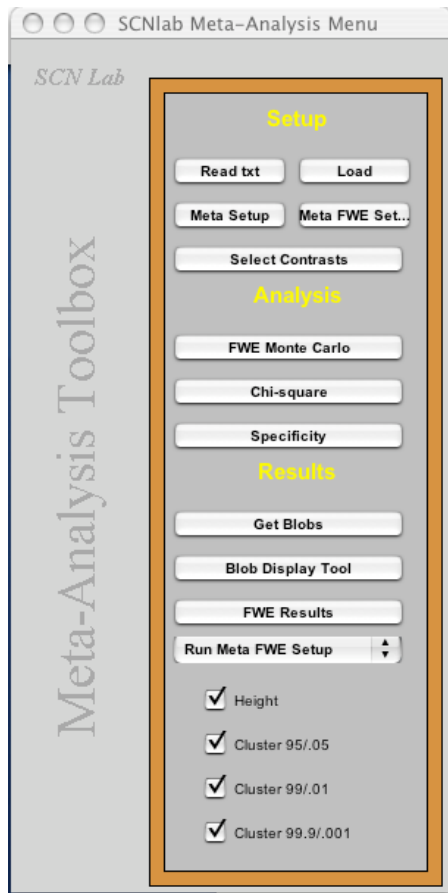 SCNlab Meta-Analysis Menu
SCN Lab
Meta-Analysis Toolbox
Setup
Read txt Load
Meta Setup Meta FWE Set...
Select Contrasts
Analysis
FWE Monte Carlo
Chi-square
Specificity
Results
Get Blobs
Blob Display Tool
FWE Results
Run Meta FWE Setup
Height
Cluster 95/.05
Cluster 99/.01
Cluster 99.9/.001